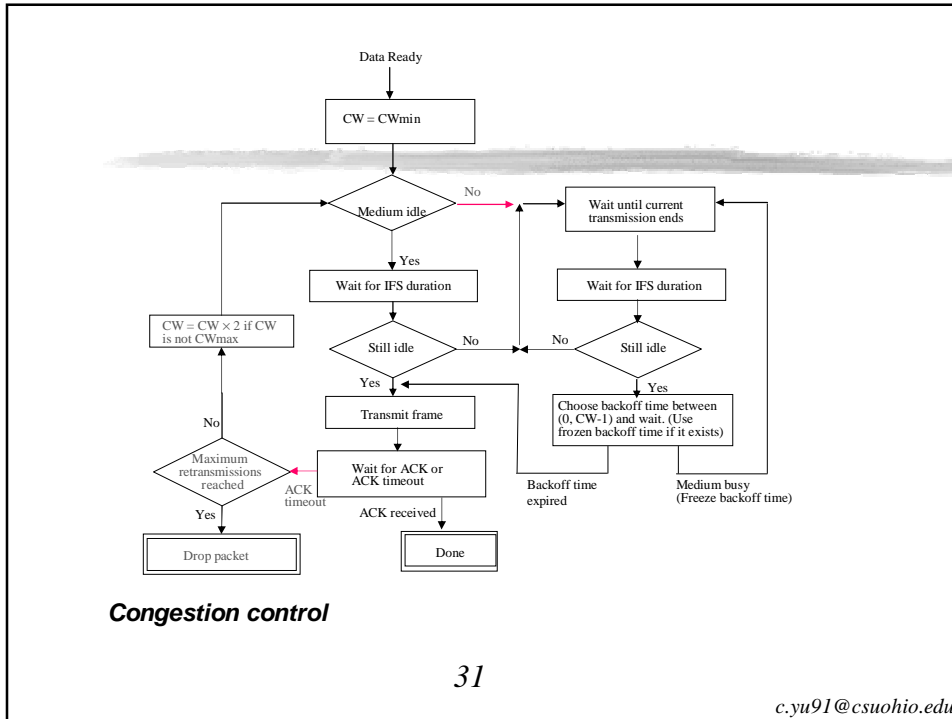 Data Ready
CW = CWmin
Medium idle
No
Wait until current
transmission ends
Yes
Wait for IFS duration
Wait for IFS duration
CW = CW × 2 if CW
is not CWmax
Still idle
No
No
Still idle
Yes
Yes
Transmit frame
Choose backoff time between
(0, CW-1) and wait. (Use
frozen backoff time if it exists)
No
Maximum
retransmissions
reached
ACK
timeout
Wait for ACK or
ACK timeout
Backoff time
expired
Medium busy
(Freeze backoff time)
Yes
ACK received
Drop packet
Done
Congestion control
31
c.yu91@csuohio.edu